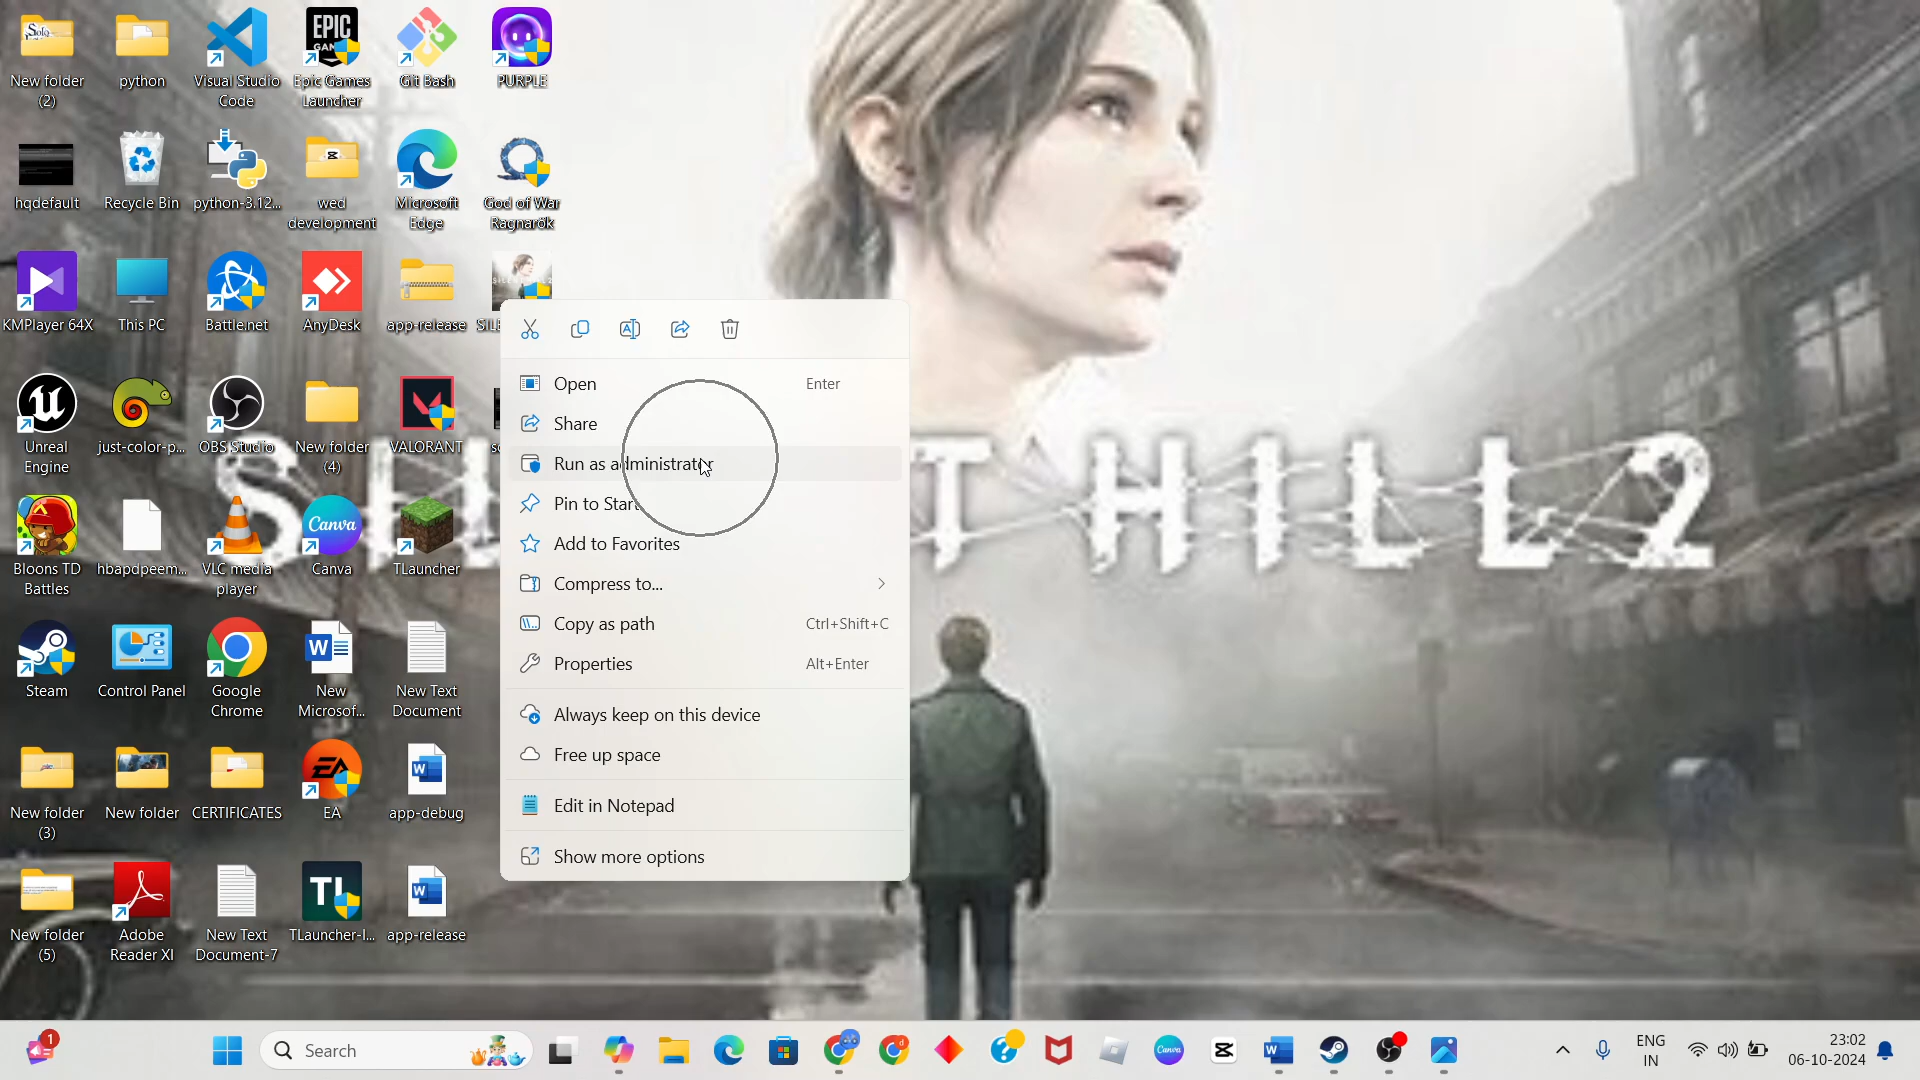 New folder
(2)
python
Visual Studio
Code
EPIC
Epic Games
Launcher
Git Bash
PURPLE
hqdefault
Recycle Bin
python-3.12...
wed
development
Microsoft
Edge
God of War
Ragnarök
KMPlayer 64X
This PC
Battle.net
AnyDesk
app-release
Unreal
Engine
just-color-p...
OBS Studio
New folder
(4)
VALORANT
Bloons TD
Battles
hbapdpeem...
VLC media
player
Canva
Canva
TLauncher
Steam
Control Panel
Google
Chrome
New
Microsof...
New Text
Document
New folder
(3)
New folder
CERTIFICATES
EA
EA
app-debug
New folder
(5)
Adobe
Reader XI
New Text
Document-7
TL
TLauncher-I...
app-release
Open Enter
Share
Run as administrator
Pin to Start
Add to Favorites
Compress to...
Copy as path Ctrl+Shift+C
Properties Alt+Enter
Always keep on this device
Free up space
Edit in Notepad
Show more options
T HILL 2
1
Search
Canva
ENG
IN
23:02
06-10-2024